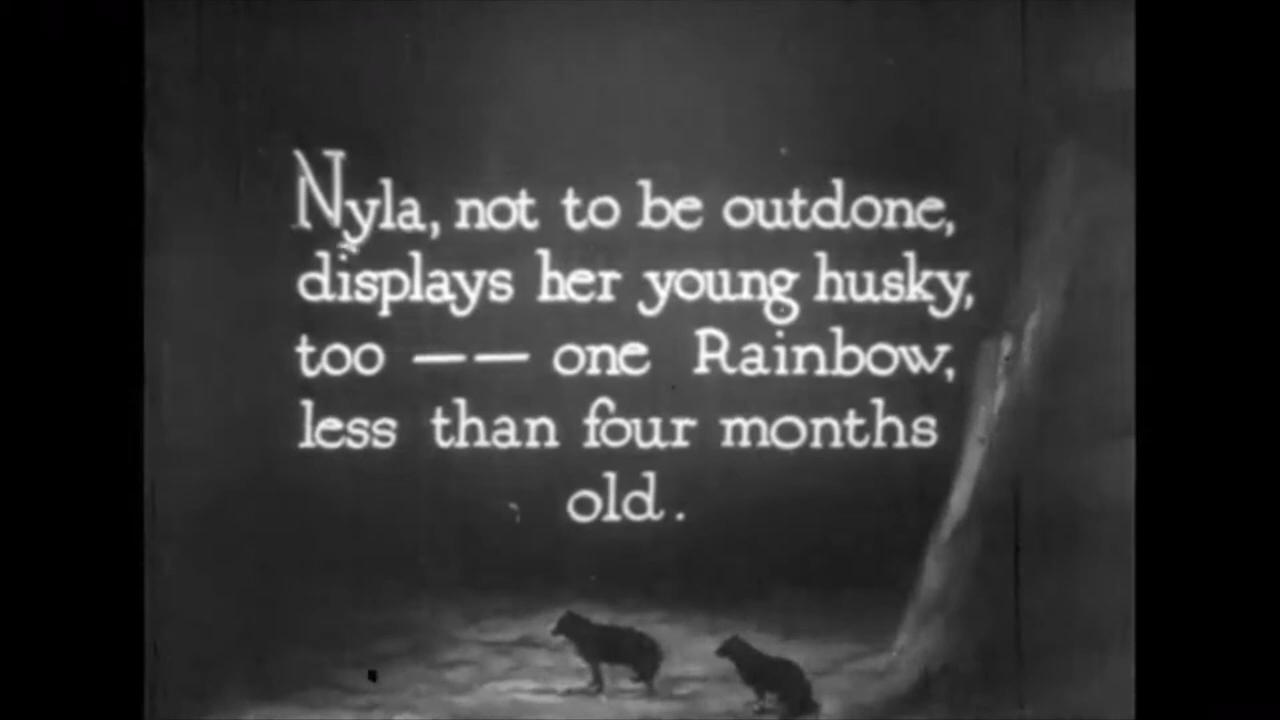 Nyla, not to be outdone,
displays her young husky,
too —— one Rainbow,
less than four months
old.